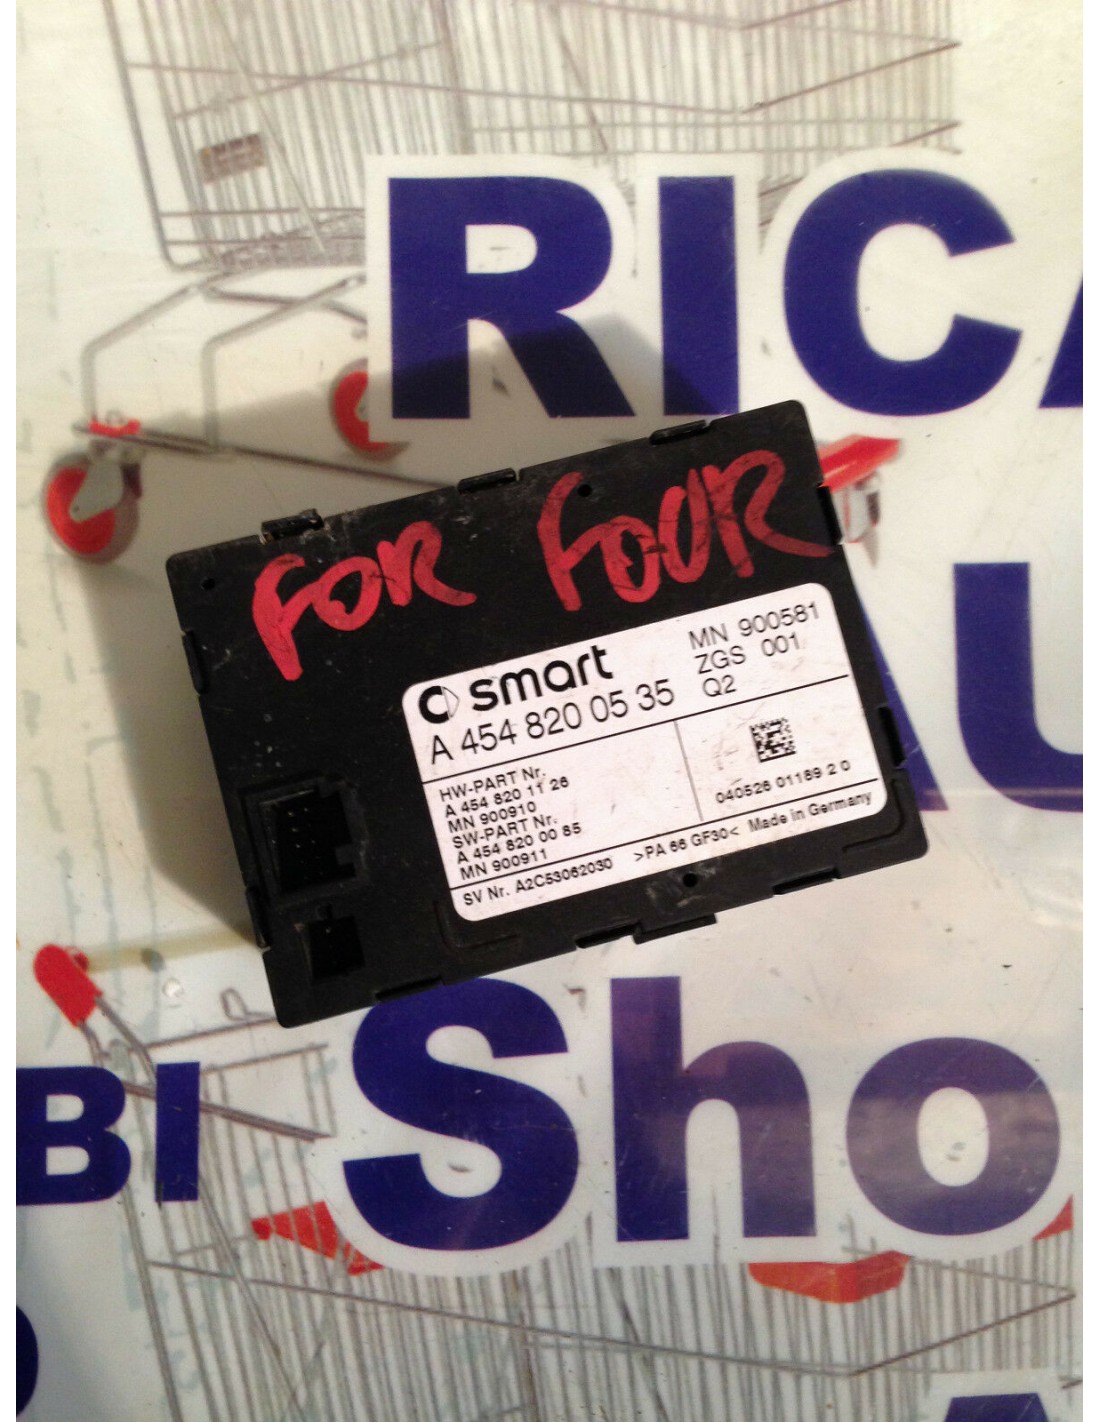 RICA
FOR FOUR
AU
smart
MN 900581
A 454 820 05 35
ZGS 001
Q2
HW-PART Nr.
A 454 820 11 26
MN 900910
SW-PART Nr.
A 454 820 00 85
MN 900911
040526 01189 2 0
SV Nr. A2C53062030 >PA 66 GF30< Made in Germany
BI
Sho